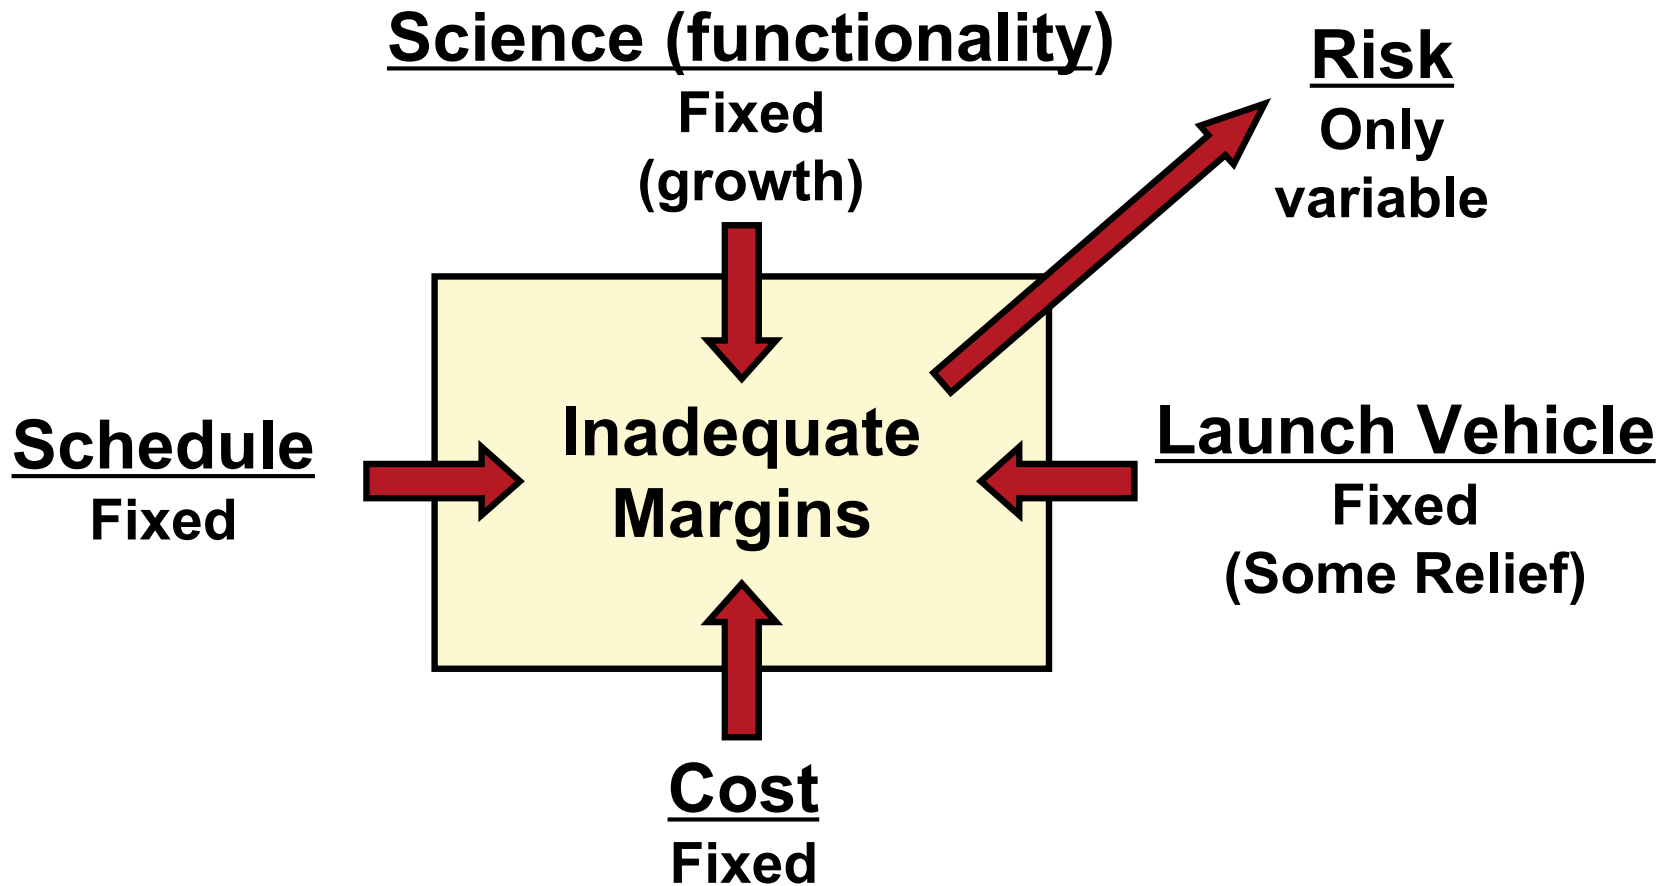 Science (functionality)
Fixed
(growth)
Risk
Only
variable
Schedule
Fixed
Inadequate
Margins
Launch Vehicle
Fixed
(Some Relief)
Cost
Fixed